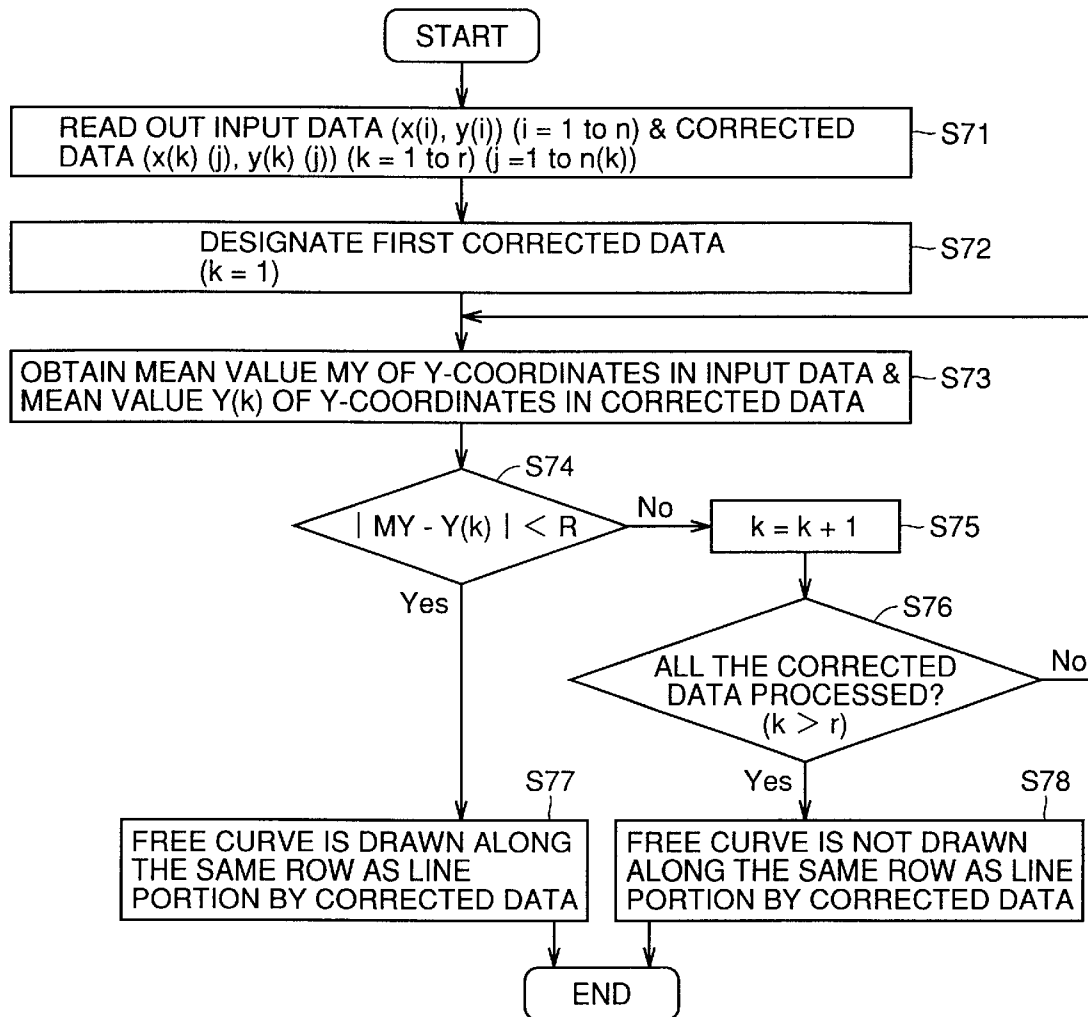 START
READ OUT INPUT DATA (x(i), y(i)) (i = 1 to n) & CORRECTED
DATA (x(k) (j), y(k) (j)) (k = 1 to r) (j =1 to n(k))
S71
DESIGNATE FIRST CORRECTED DATA
(k = 1)
S72
OBTAIN MEAN VALUE MY OF Y-COORDINATES IN INPUT DATA &
MEAN VALUE Y(k) OF Y-COORDINATES IN CORRECTED DATA
S73
S74
| MY - Y(k) | < R
No
k = k + 1
S75
Yes
S76
ALL THE CORRECTED
DATA PROCESSED?
(k > r)
No
Yes
S77
FREE CURVE IS DRAWN ALONG
THE SAME ROW AS LINE
PORTION BY CORRECTED DATA
S78
FREE CURVE IS NOT DRAWN
ALONG THE SAME ROW AS LINE
PORTION BY CORRECTED DATA
END